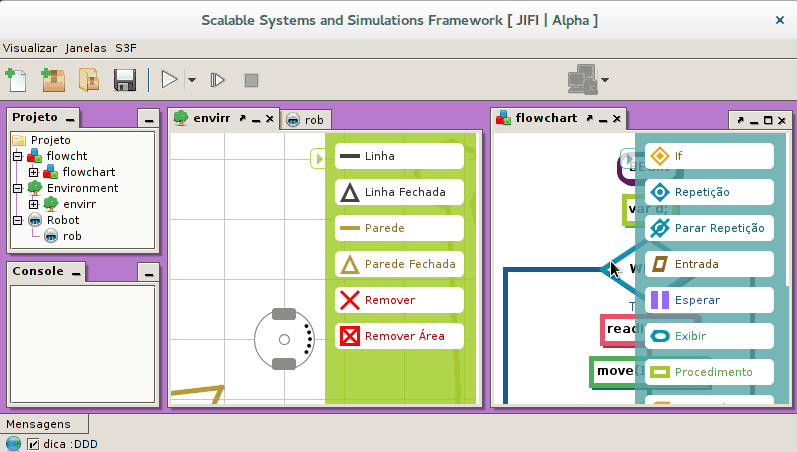 Scalable Systems and Simulations Framework [ JIFI | Alpha ]
Visualizar Janelas S3F
Projeto
Projeto
flowcht
flowchart
Environment
envirr
Robot
rob
Console
envirr
rob
Linha
Linha Fechada
Parede
Parede Fechada
Remover
Remover Área
flowchart
var d;
W
T
read
move(
If
Repetição
Parar Repetição
Entrada
Esperar
Exibir
Procedimento
Mensagens
dica :DDD